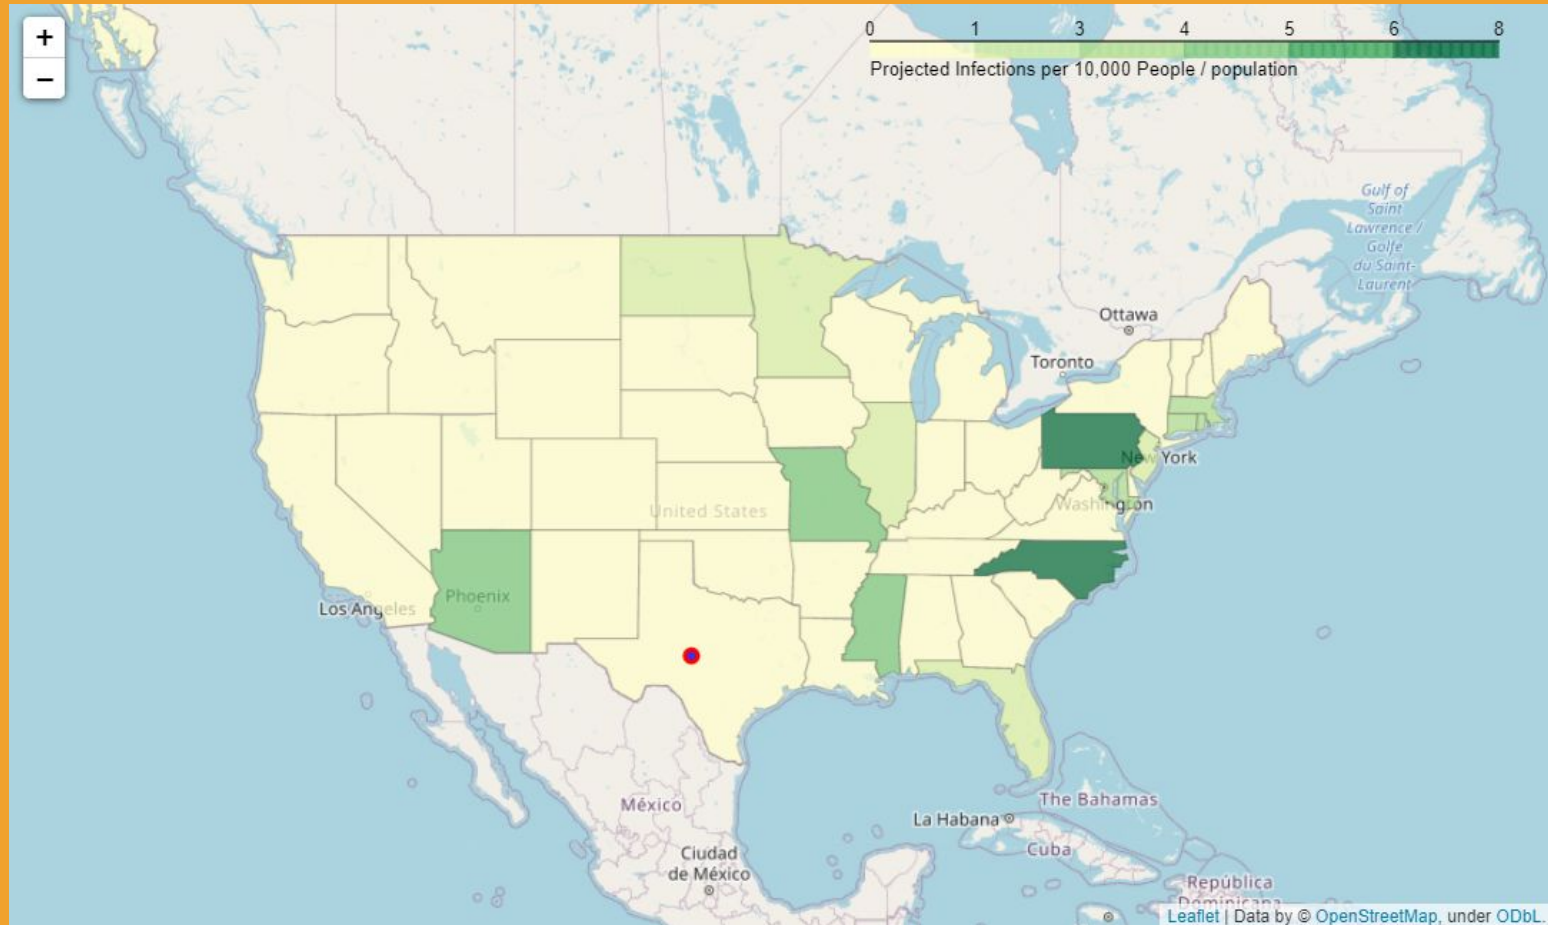 +
−
0 1 3 4 5 6 8
Projected Infections per 10,000 People / population
Gulf of
Saint
Lawrence /
Golfe
du Saint-
Laurent
Ottawa
Toronto
New York
Washington
United States
Phoenix
Los Angeles
México
Ciudad
de México
The Bahamas
La Habana
Cuba
República
Dominicana
Leaflet | Data by © OpenStreetMap, under ODbL.